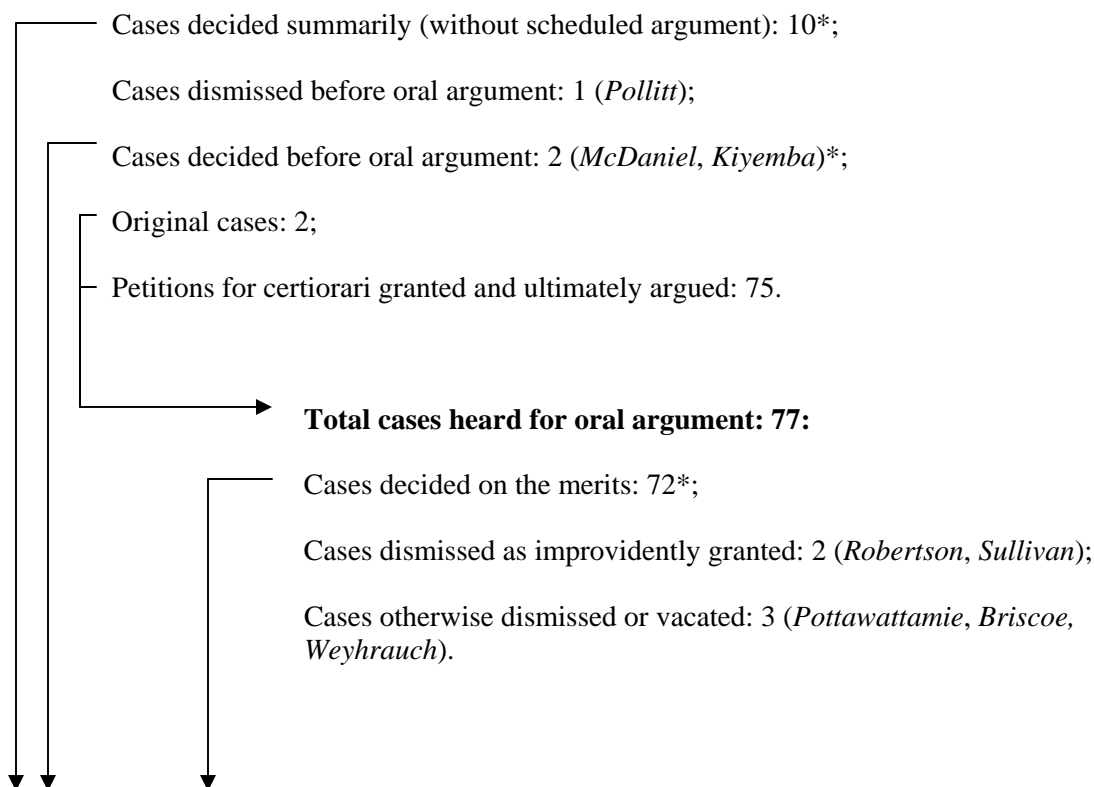 Cases decided summarily (without scheduled argument): 10*;
Cases dismissed before oral argument: 1 (Pollitt);
Cases decided before oral argument: 2 (McDaniel, Kiyemba)*;
Original cases: 2;
Petitions for certiorari granted and ultimately argued: 75.
Total cases heard for oral argument: 77:
Cases decided on the merits: 72*;
Cases dismissed as improvidently granted: 2 (Robertson, Sullivan);
Cases otherwise dismissed or vacated: 3 (Pottawattamie, Briscoe,
Weyhrauch).